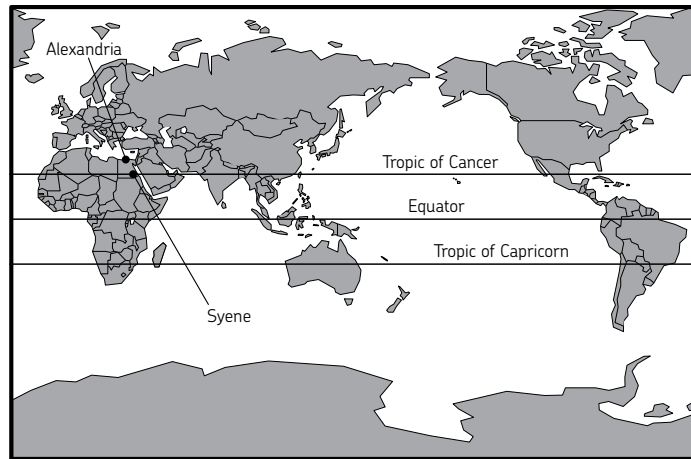 Alexandria
Tropic of Cancer
Equator
Tropic of Capricorn
Syene